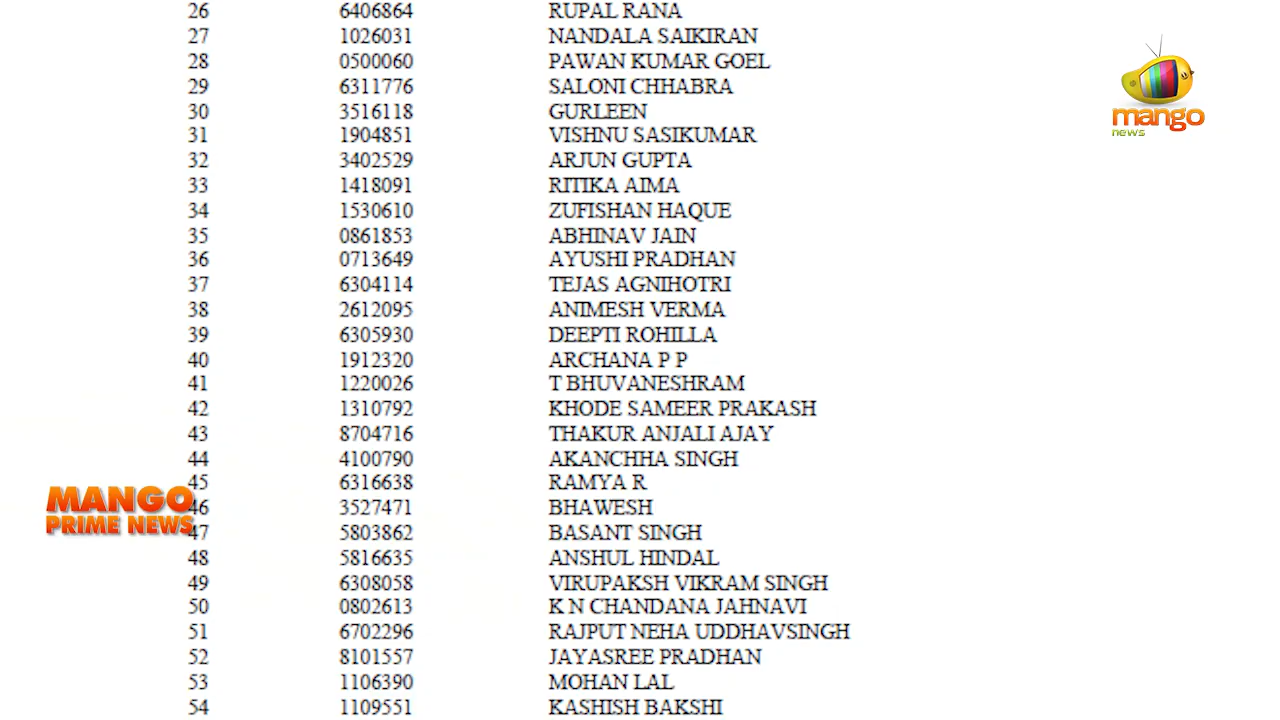 26 6406864 RUPAL RANA
27 1026031 NANDALA SAIKIRAN
28 0500060 PAWAN KUMAR GOEL
29 6311776 SALONI CHHABRA
30 3516118 GURLEEN
31 1904851 VISHNU SASIKUMAR
32 3402529 ARJUN GUPTA
33 1418091 RITIKA AIMA
34 1530610 ZUFISHAN HAQUE
35 0861853 ABHINAV JAIN
36 0713649 AYUSHI PRADHAN
37 6304114 TEJAS AGNIHOTRI
38 2612095 ANIMESH VERMA
39 6305930 DEEPTI ROHILLA
40 1912320 ARCHANA P P
41 1220026 T BHUVANESHRAM
42 1310792 KHODE SAMEER PRAKASH
43 8704716 THAKUR ANJALI AJAY
44 4100790 AKANCHHA SINGH
45 6316638 RAMYA R
46 3527471 BHAWESH
47 5803862 BASANT SINGH
48 5816635 ANSHUL HINDAL
49 6308058 VIRUPAKSH VIKRAM SINGH
50 0802613 K N CHANDANA JAHNAVI
51 6702296 RAJPUT NEHA UDDHAVSINGH
52 8101557 JAYASREE PRADHAN
53 1106390 MOHAN LAL
54 1109551 KASHISH BAKSHI
mango
news
MANGO
PRIME NEWS